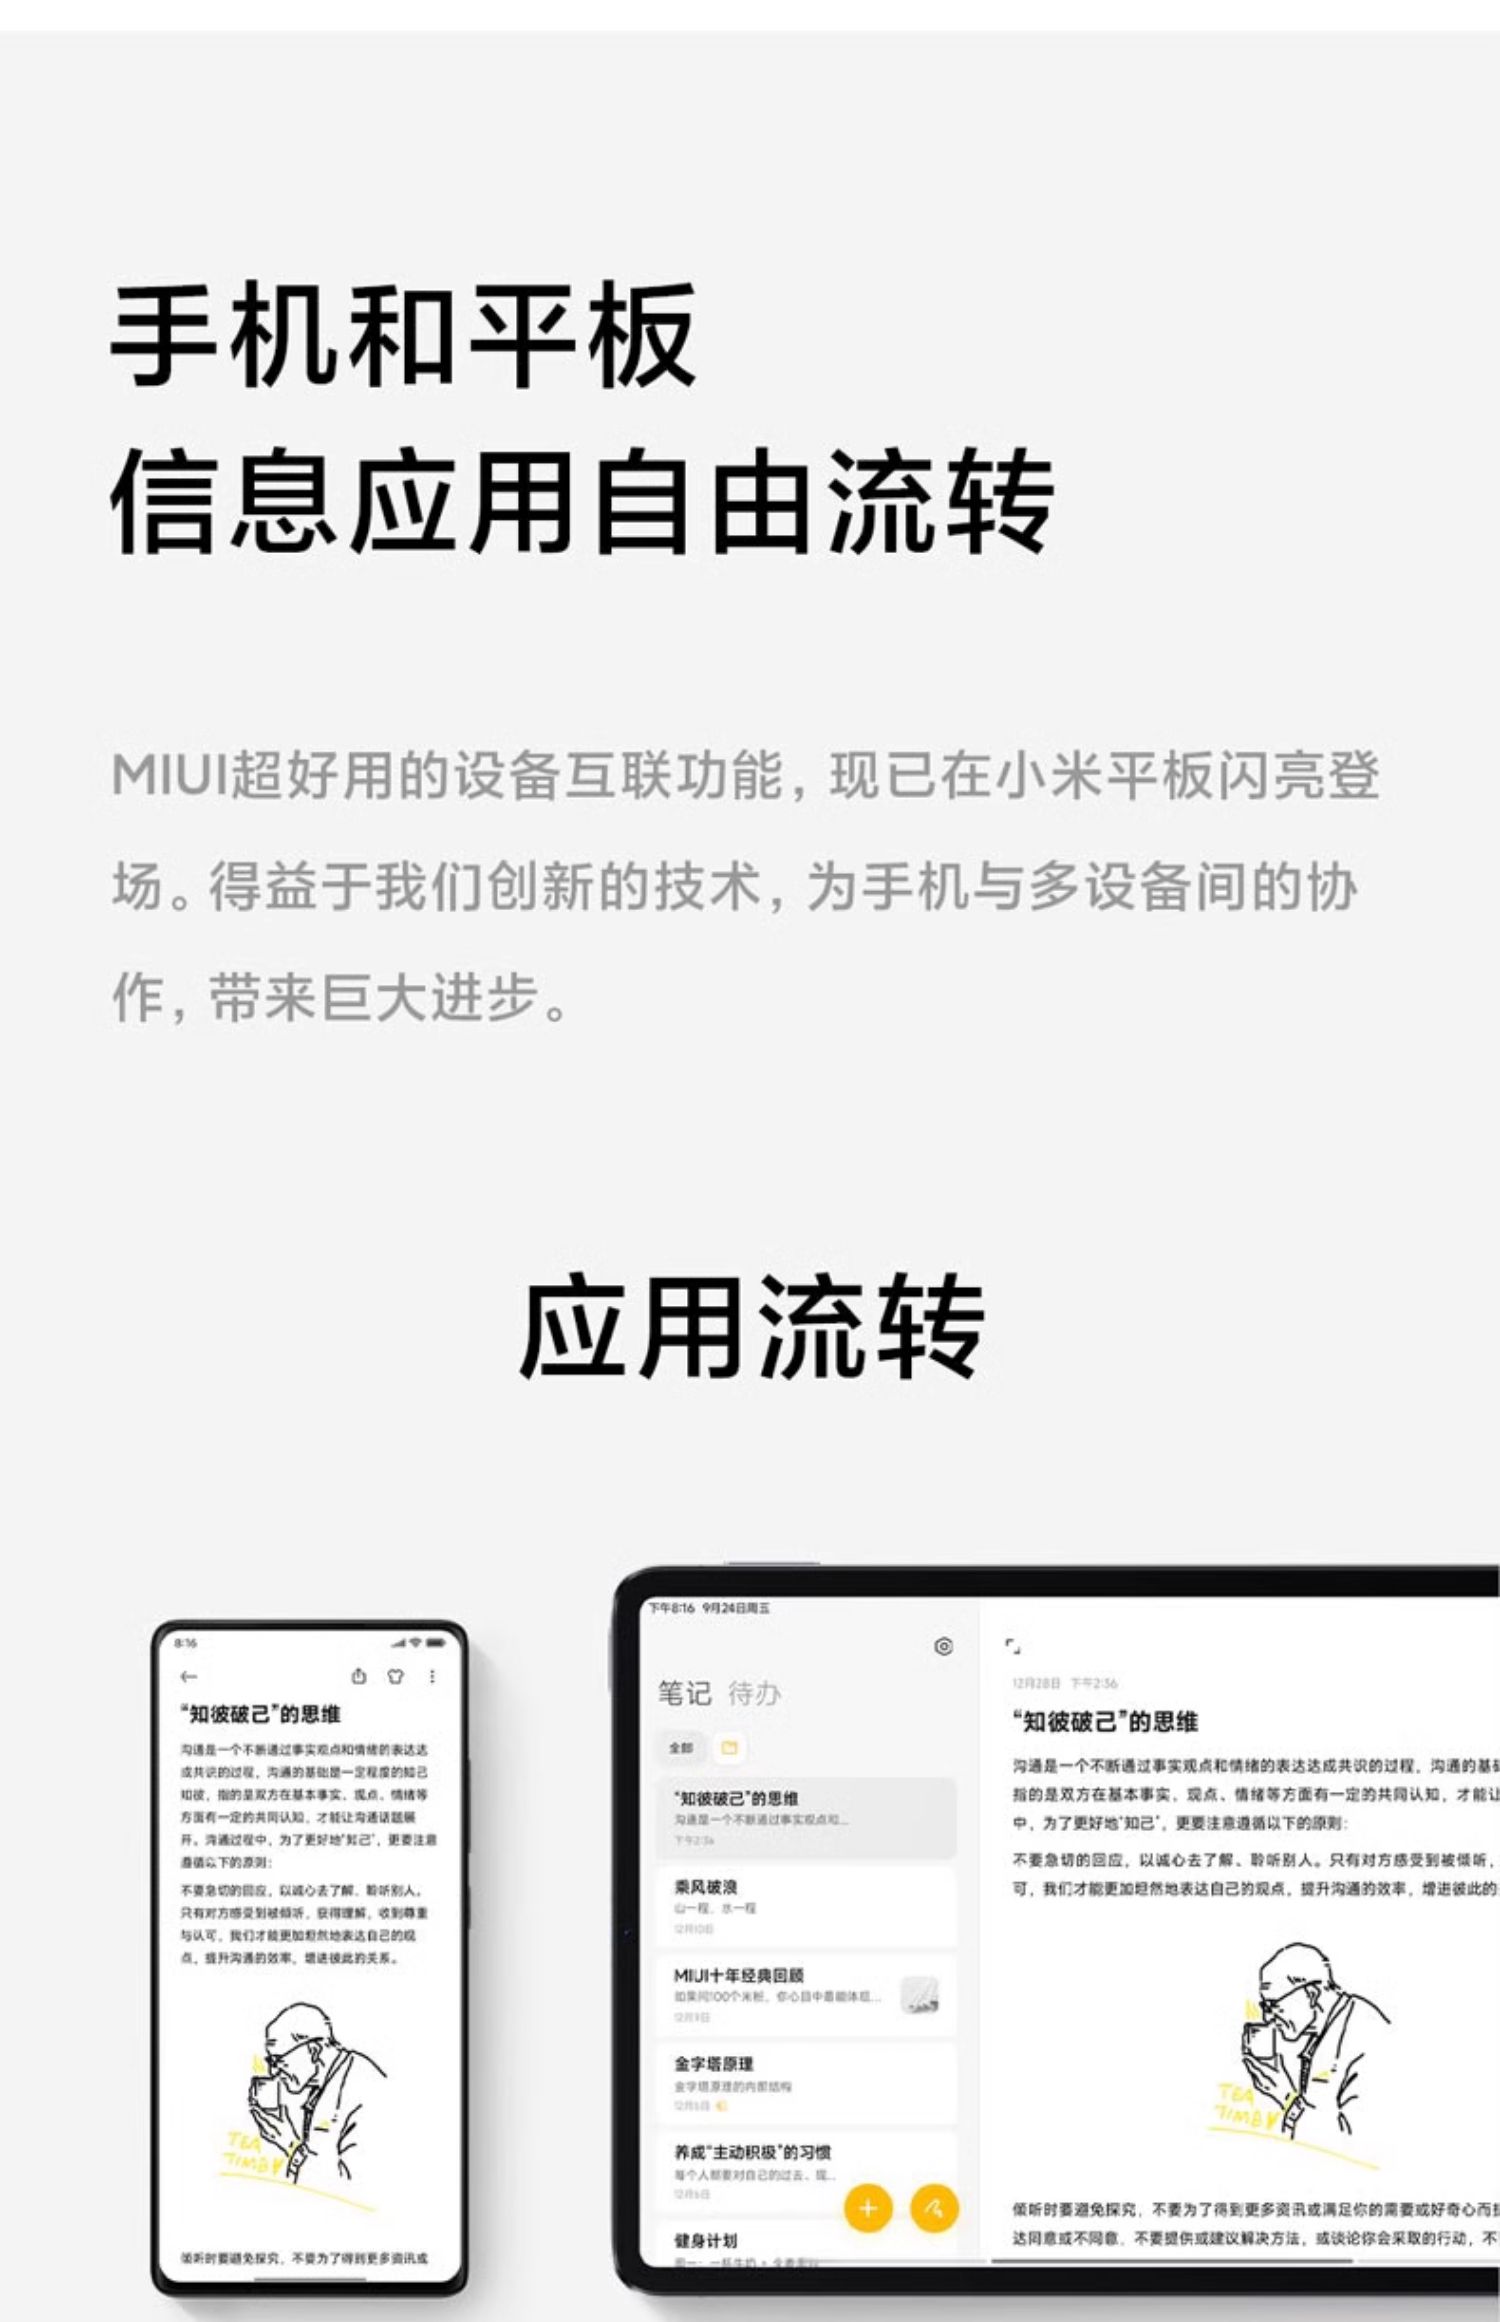 手机和平板
信息应用自由流转
MIUI超好用的设备互联功能，现已在小米平板闪亮登
场。得益于我们创新的技术，为手机与多设备间的协
作，带来巨大进步。
应用流转
8:16
“知彼破己”的思维
沟通是一个不断通过事实观点和情绪的表达达
成共识的过程，沟通的基础是一定程度的知己
知彼，指的是双方在基本事实、观点、情绪等
方面有一定的共同认知，才能让沟通话题展
开。沟通过程中，为了更好地“知己”，更要注意
遵循以下的原则：
不要急切的回应，以诚心去了解、聆听别人。
只有对方感受到被倾听，获得理解，收到尊重
与认可，我们才能更加坦然地表达自己的观
点，提升沟通的效率，增进彼此的关系。
TEA
TIME
倾听时要避免探究，不要为了得到更多资讯或
下午8:16 9月24日周五
笔记 待办
全部
“知彼破己”的思维
沟通是一个不断通过事实观点和...
下午2:36
乘风破浪
山一程，水一程
12月10日
MIUI十年经典回顾
如果问100个米粉，你心目中最能体现...
12月9日
金字塔原理
金字塔原理的内部结构
12月6日
养成“主动积极”的习惯
每个人都要对自己的过去、现...
12月6日
健身计划
周一：一杯牛奶 + 全麦面包
12月28日 下午2:36
“知彼破己”的思维
沟通是一个不断通过事实观点和情绪的表达达成共识的过程，沟通的基础
指的是双方在基本事实，观点、情绪等方面有一定的共同认知，才能让
中，为了更好地“知己”，更要注意遵循以下的原则：
不要急切的回应，以诚心去了解、聆听别人。只有对方感受到被倾听，
可，我们才能更加坦然地表达自己的观点，提升沟通的效率，增进彼此的
TEA
TIME
倾听时要避免探究，不要为了得到更多资讯或满足你的需要或好奇心而
达同意或不同意，不要提供或建议解决方法，或谈论你会采取的行动，不